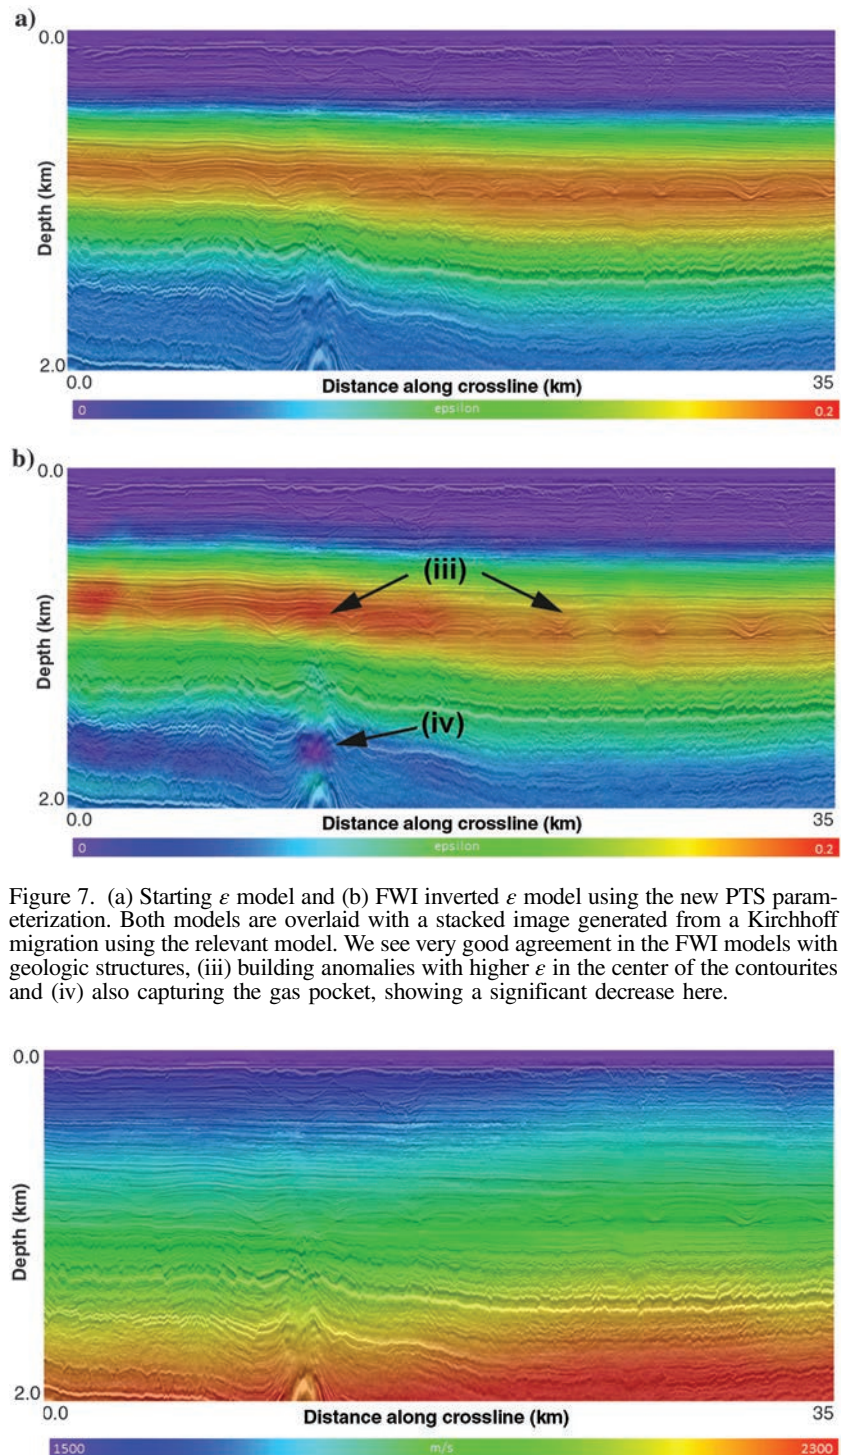 a)
0.0
Depth (km)
2.0
0.0
35
Distance along crossline (km)
0
epsilon
0.2
b)
0.0
(iii)
Depth (km)
(iv)
2.0
0.0
35
Distance along crossline (km)
0
epsilon
0.2
Figure 7. (a) Starting ε model and (b) FWI inverted ε model using the new PTS param-
eterization. Both models are overlaid with a stacked image generated from a Kirchhoff
migration using the relevant model. We see very good agreement in the FWI models with
geologic structures, (iii) building anomalies with higher ε in the center of the contourites
and (iv) also capturing the gas pocket, showing a significant decrease here.
0.0
Depth (km)
2.0
0.0
35
Distance along crossline (km)
1500
m/s
2300